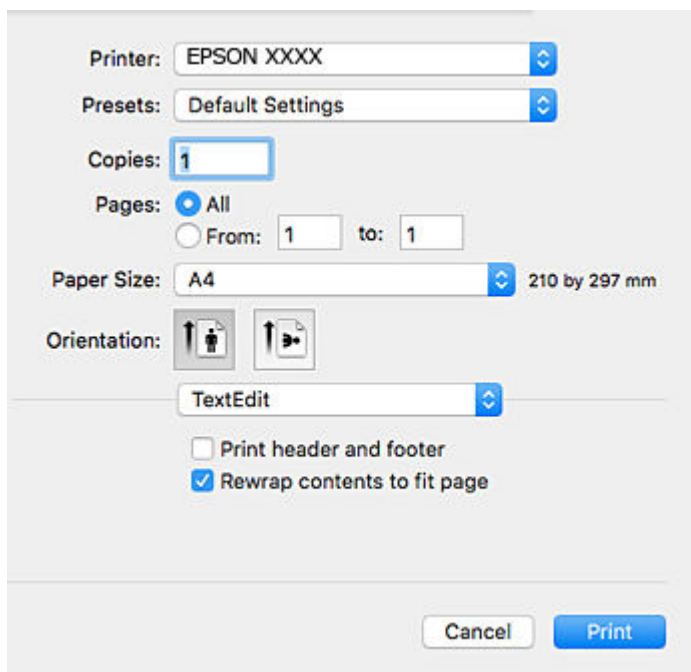 Printer: EPSON XXXX
Presets: Default Settings
Copies: 1
Pages: All
From: 1 to: 1
Paper Size: A4 210 by 297 mm
Orientation:
TextEdit
Print header and footer
Rewrap contents to fit page
Cancel Print